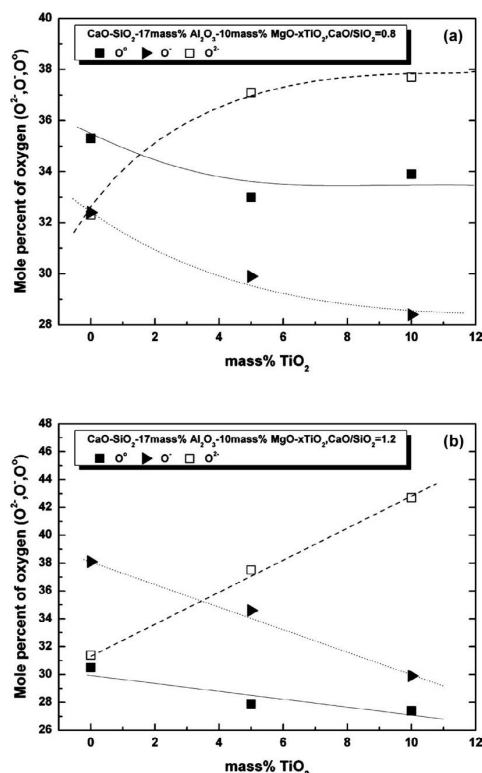 CaO-SiO₂-17mass% Al₂O₃-10mass% MgO-xTiO₂,CaO/SiO₂=0.8
(a)
O⁰ O⁻ O²⁻
40
38
36
34
32
30
28
Mole percent of oxygen (O²⁻,O⁻,O⁰)
0 2 4 6 8 10 12
mass% TiO₂
CaO-SiO₂-17mass% Al₂O₃-10mass% MgO-xTiO₂,CaO/SiO₂=1.2
(b)
O⁰ O⁻ O²⁻
48
46
44
42
40
38
36
34
32
30
28
26
Mole percent of oxygen (O²⁻,O⁻,O⁰)
0 2 4 6 8 10 12
mass% TiO₂